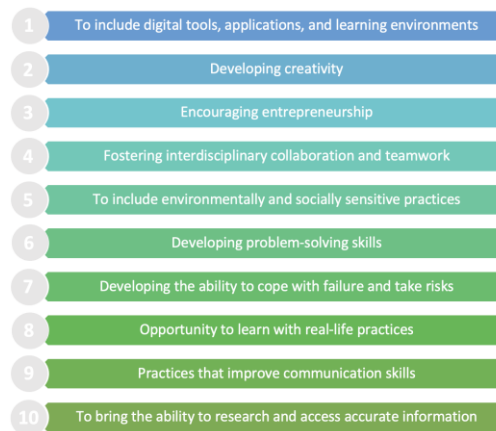 1 To include digital tools, applications, and learning environments
2 Developing creativity
3 Encouraging entrepreneurship
4 Fostering interdisciplinary collaboration and teamwork
5 To include environmentally and socially sensitive practices
6 Developing problem-solving skills
7 Developing the ability to cope with failure and take risks
8 Opportunity to learn with real-life practices
9 Practices that improve communication skills
10 To bring the ability to research and access accurate information